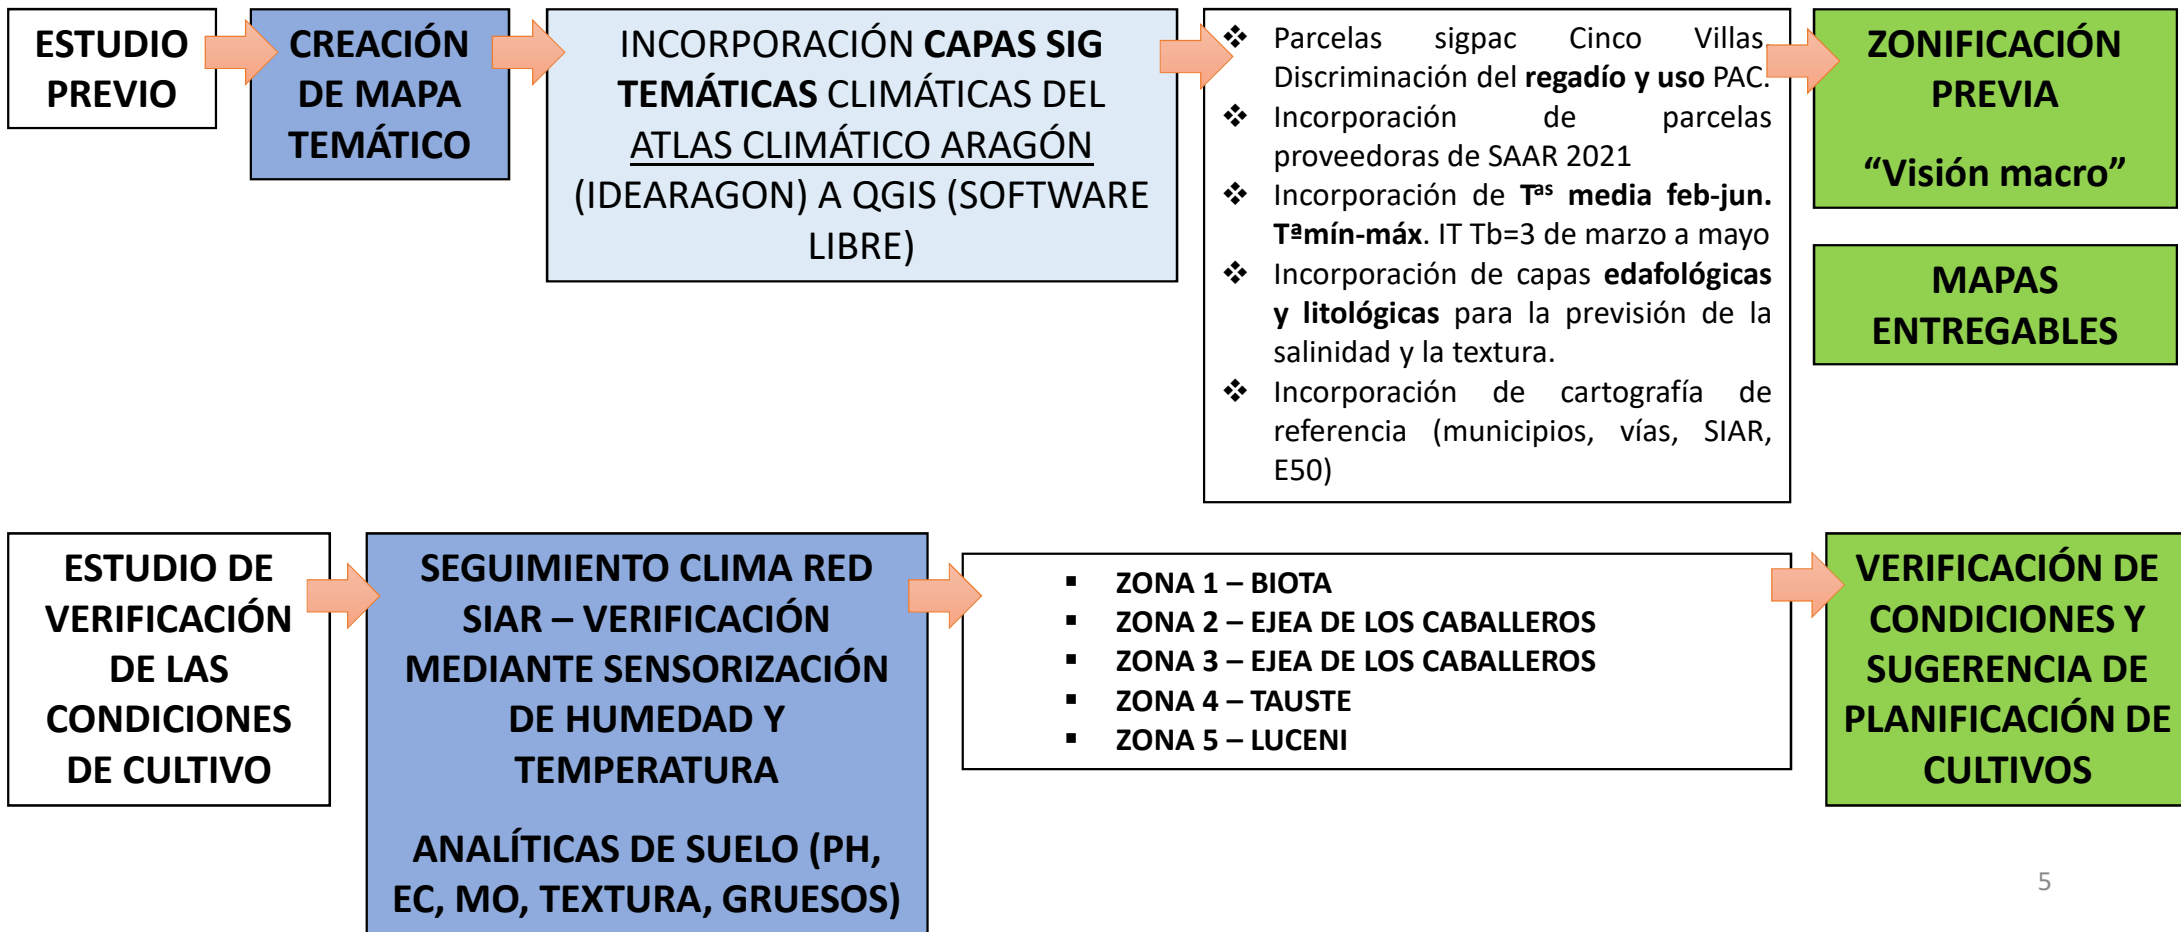 ESTUDIO
PREVIO
CREACIÓN
DE MAPA
TEMÁTICO
INCORPORACIÓN CAPAS SIG
TEMÁTICAS CLIMÁTICAS DEL
ATLAS CLIMÁTICO ARAGÓN
(IDEARAGON) A QGIS (SOFTWARE
LIBRE)
❖ Parcelas sigpac Cinco Villas.
Discriminación del regadío y uso PAC.
❖ Incorporación de parcelas
proveedoras de SAAR 2021
❖ Incorporación de Tᵃˢ media feb-jun.
Tªmín-máx. IT Tb=3 de marzo a mayo
❖ Incorporación de capas edafológicas
y litológicas para la previsión de la
salinidad y la textura.
❖ Incorporación de cartografía de
referencia (municipios, vías, SIAR,
E50)
ZONIFICACIÓN
PREVIA
“Visión macro”
MAPAS
ENTREGABLES
ESTUDIO DE
VERIFICACIÓN
DE LAS
CONDICIONES
DE CULTIVO
SEGUIMIENTO CLIMA RED
SIAR – VERIFICACIÓN
MEDIANTE SENSORIZACIÓN
DE HUMEDAD Y
TEMPERATURA
ANALÍTICAS DE SUELO (PH,
EC, MO, TEXTURA, GRUESOS)
▪ ZONA 1 – BIOTA
▪ ZONA 2 – EJEA DE LOS CABALLEROS
▪ ZONA 3 – EJEA DE LOS CABALLEROS
▪ ZONA 4 – TAUSTE
▪ ZONA 5 – LUCENI
VERIFICACIÓN DE
CONDICIONES Y
SUGERENCIA DE
PLANIFICACIÓN DE
CULTIVOS
5